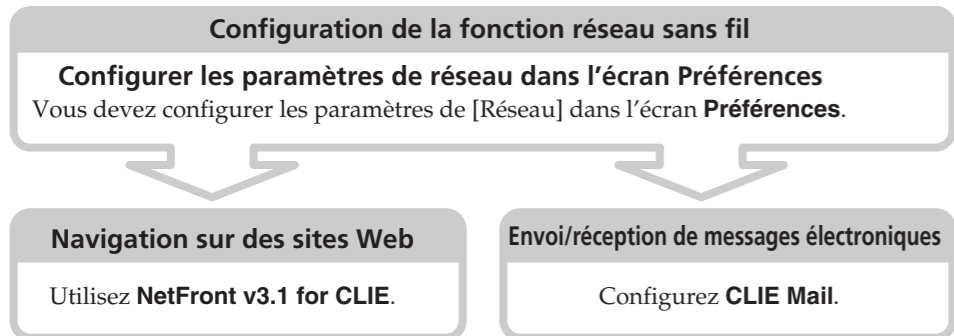 Configuration de la fonction réseau sans fil
Configurer les paramètres de réseau dans l'écran Préférences
Vous devez configurer les paramètres de [Réseau] dans l'écran Préférences.
Navigation sur des sites Web
Utilisez NetFront v3.1 for CLIE.
Envoi/réception de messages électroniques
Configurez CLIE Mail.